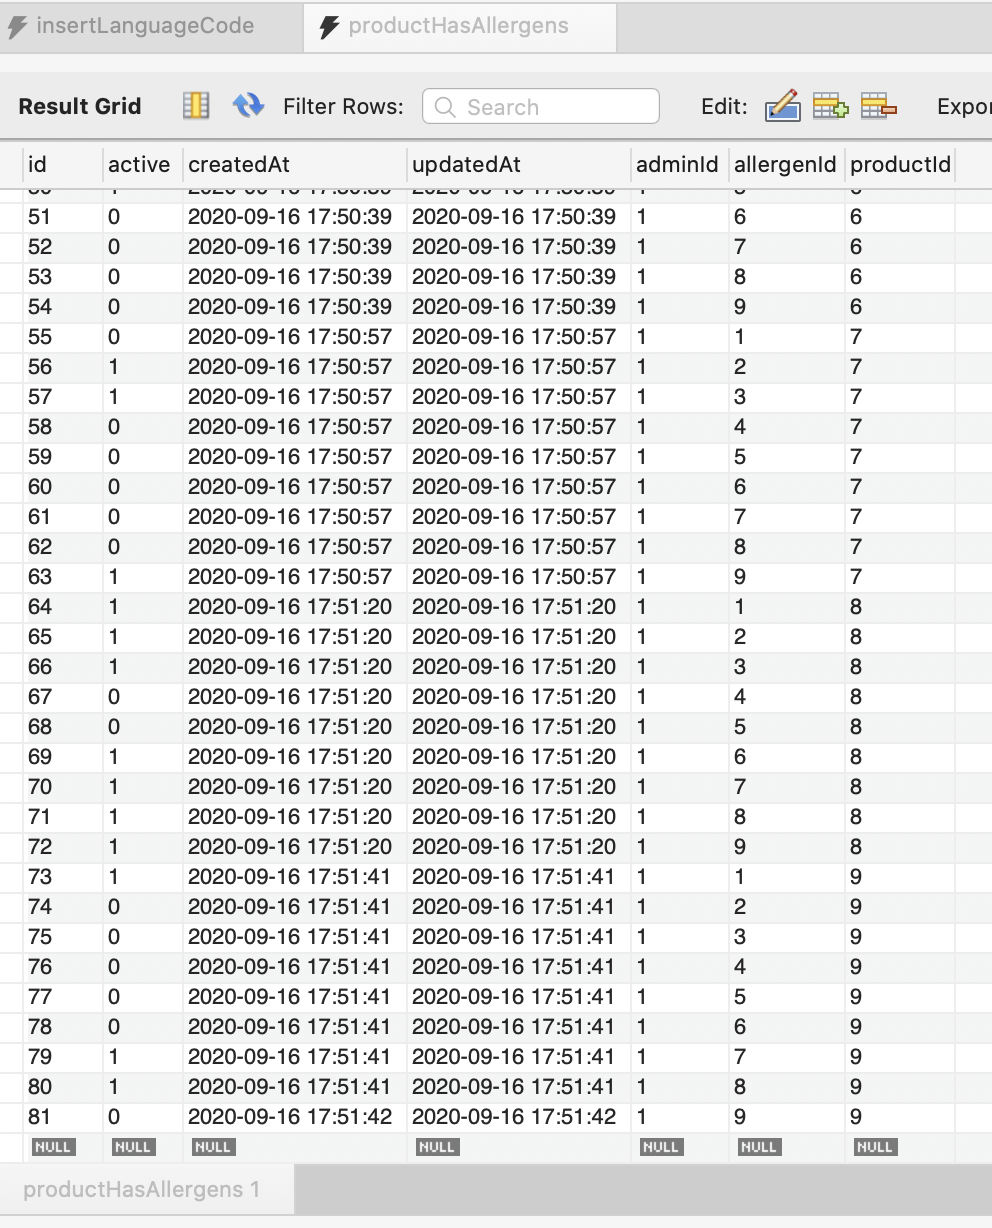 insertLanguageCode productHasAllergens
Result Grid Filter Rows: Search Edit: Expor
id active createdAt updatedAt adminId allergenId productId
51 0 2020-09-16 17:50:39 2020-09-16 17:50:39 1 6 6
52 0 2020-09-16 17:50:39 2020-09-16 17:50:39 1 7 6
53 0 2020-09-16 17:50:39 2020-09-16 17:50:39 1 8 6
54 0 2020-09-16 17:50:39 2020-09-16 17:50:39 1 9 6
55 0 2020-09-16 17:50:57 2020-09-16 17:50:57 1 1 7
56 1 2020-09-16 17:50:57 2020-09-16 17:50:57 1 2 7
57 1 2020-09-16 17:50:57 2020-09-16 17:50:57 1 3 7
58 0 2020-09-16 17:50:57 2020-09-16 17:50:57 1 4 7
59 0 2020-09-16 17:50:57 2020-09-16 17:50:57 1 5 7
60 0 2020-09-16 17:50:57 2020-09-16 17:50:57 1 6 7
61 0 2020-09-16 17:50:57 2020-09-16 17:50:57 1 7 7
62 0 2020-09-16 17:50:57 2020-09-16 17:50:57 1 8 7
63 1 2020-09-16 17:50:57 2020-09-16 17:50:57 1 9 7
64 1 2020-09-16 17:51:20 2020-09-16 17:51:20 1 1 8
65 1 2020-09-16 17:51:20 2020-09-16 17:51:20 1 2 8
66 1 2020-09-16 17:51:20 2020-09-16 17:51:20 1 3 8
67 0 2020-09-16 17:51:20 2020-09-16 17:51:20 1 4 8
68 0 2020-09-16 17:51:20 2020-09-16 17:51:20 1 5 8
69 1 2020-09-16 17:51:20 2020-09-16 17:51:20 1 6 8
70 1 2020-09-16 17:51:20 2020-09-16 17:51:20 1 7 8
71 1 2020-09-16 17:51:20 2020-09-16 17:51:20 1 8 8
72 1 2020-09-16 17:51:20 2020-09-16 17:51:20 1 9 8
73 1 2020-09-16 17:51:41 2020-09-16 17:51:41 1 1 9
74 0 2020-09-16 17:51:41 2020-09-16 17:51:41 1 2 9
75 0 2020-09-16 17:51:41 2020-09-16 17:51:41 1 3 9
76 0 2020-09-16 17:51:41 2020-09-16 17:51:41 1 4 9
77 0 2020-09-16 17:51:41 2020-09-16 17:51:41 1 5 9
78 0 2020-09-16 17:51:41 2020-09-16 17:51:41 1 6 9
79 1 2020-09-16 17:51:41 2020-09-16 17:51:41 1 7 9
80 1 2020-09-16 17:51:41 2020-09-16 17:51:41 1 8 9
81 0 2020-09-16 17:51:42 2020-09-16 17:51:42 1 9 9
NULL NULL NULL NULL NULL NULL NULL
productHasAllergens 1